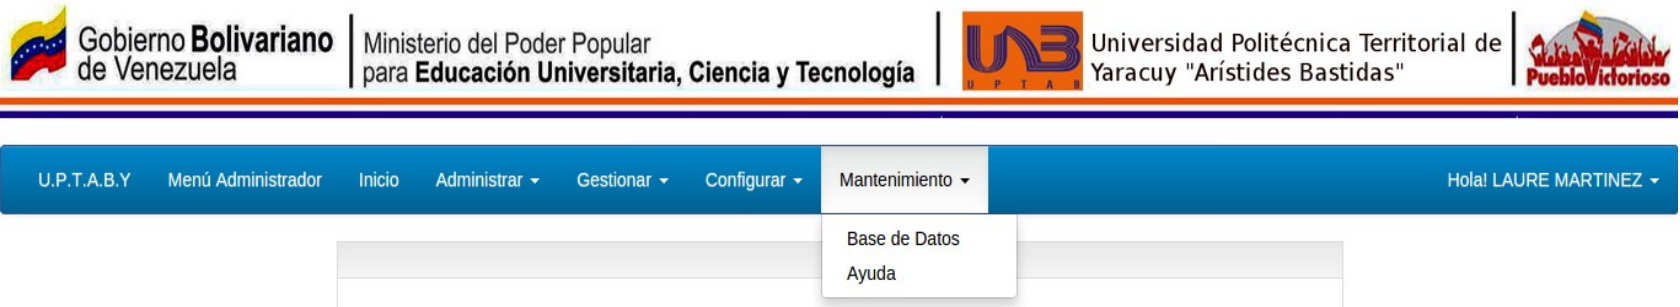 Gobierno Bolivariano
de Venezuela
Ministerio del Poder Popular
para Educación Universitaria, Ciencia y Tecnología
UPTAB
Universidad Politécnica Territorial de
Yaracuy "Arístides Bastidas"
PuebloVictorioso
U.P.T.A.B.Y Menú Administrador Inicio Administrar Gestionar Configurar Mantenimiento Hola! LAURE MARTINEZ
Base de Datos
Ayuda